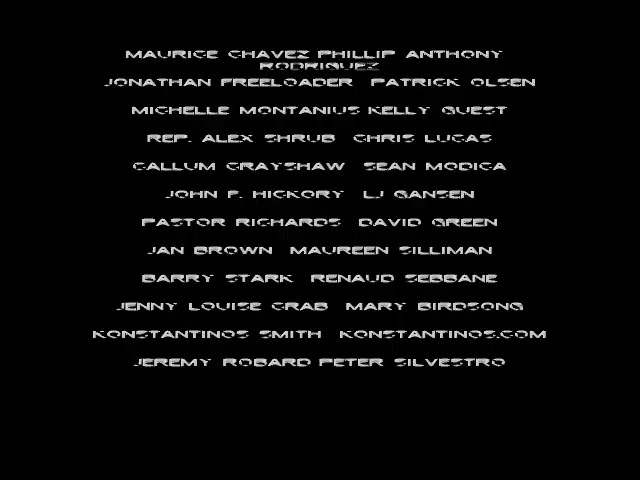 MAURICE CHAVEZ PHILLIP ANTHONY
RODRIGUEZ
JONATHAN FREELOADER PATRICK OLSEN
MICHELLE MONTANIUS KELLY GUEST
REP. ALEX SHRUB CHRIS LUCAS
CALLUM CRAYSHAW SEAN MODICA
JOHN F. HICKORY LJ GANSEN
PASTOR RICHARDS DAVID GREEN
JAN BROWN MAUREEN SILLIMAN
BARRY STARK RENAUD SEBBANE
JENNY LOUISE CRAB MARY BIRDSONG
KONSTANTINOS SMITH KONSTANTINOS.COM
JEREMY ROBARD PETER SILVESTRO